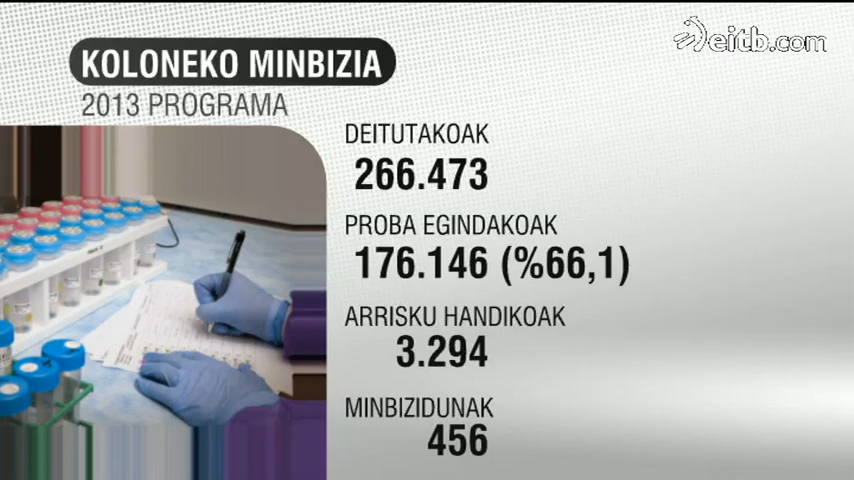 eitb.com
KOLONEKO MINBIZIA
2013 PROGRAMA
DEITUTAKOAK
266.473
PROBA EGINDAKOAK
176.146 (%66,1)
ARRISKU HANDIKOAK
3.294
MINBIZIDUNAK
456